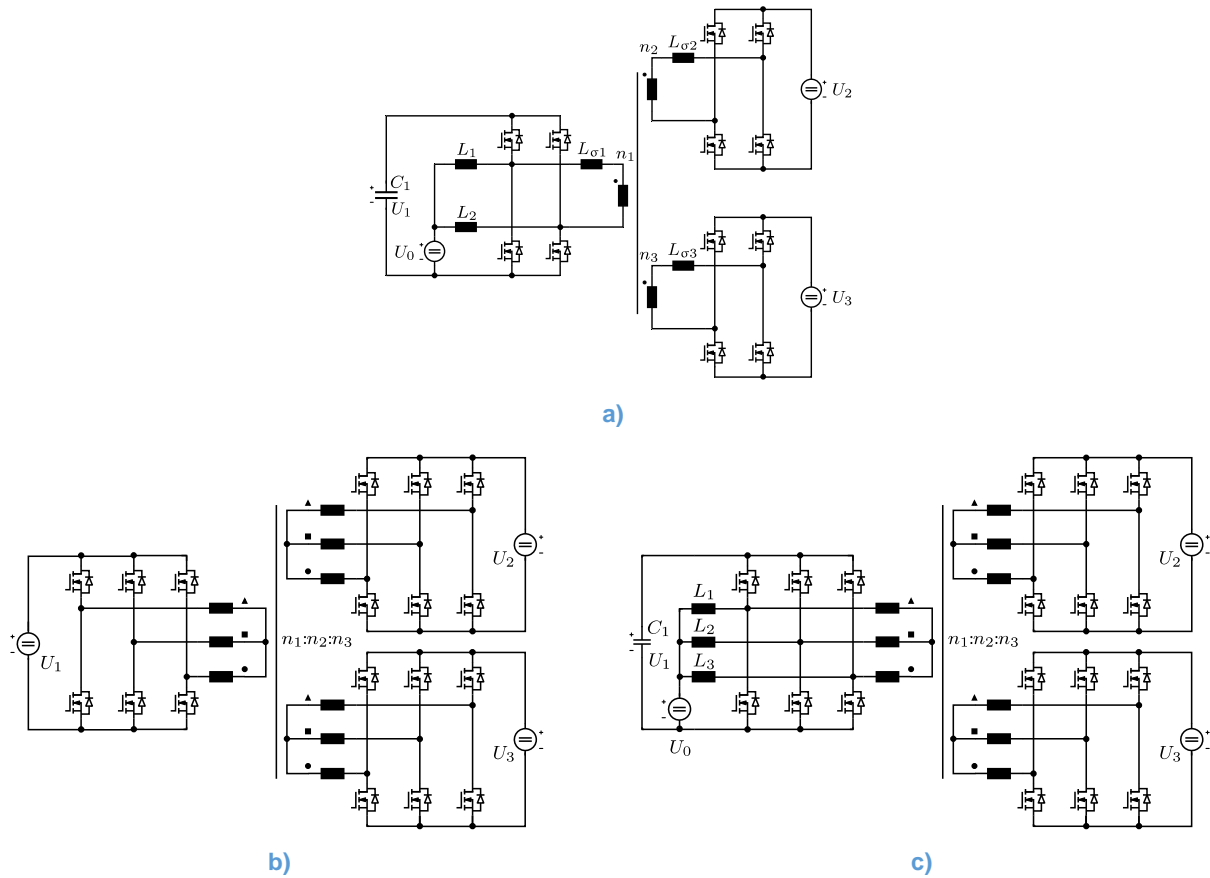 n2 Lσ2
U2
L1 Lσ1 n1
C1
U1
L2
U0
n3 Lσ3
U3
a)
U1
n1:n2:n3
U2
U3
b)
C1
U1
L1
L2
L3
U0
n1:n2:n3
U2
U3
c)